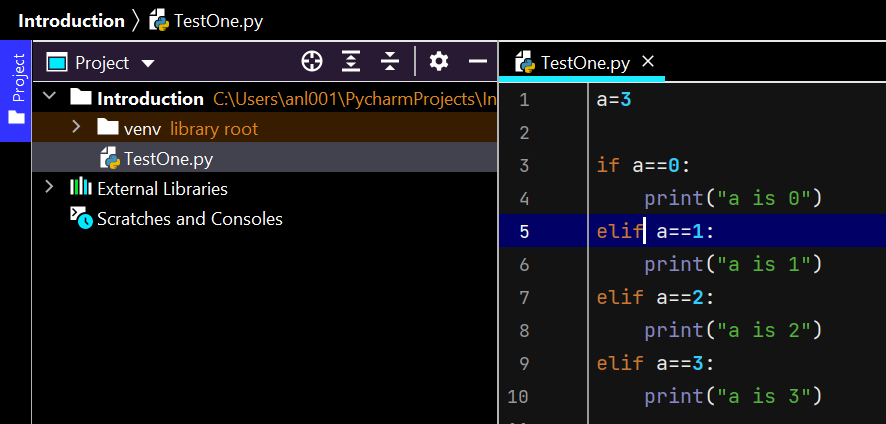 Introduction TestOne.py
Project
Project
Introduction C:\Users\anl001\PycharmProjects\In
venv library root
TestOne.py
External Libraries
Scratches and Consoles
TestOne.py
1 a=3
2
3 if a==0:
4     print("a is 0")
5 elif a==1:
6     print("a is 1")
7 elif a==2:
8     print("a is 2")
9 elif a==3:
10     print("a is 3")